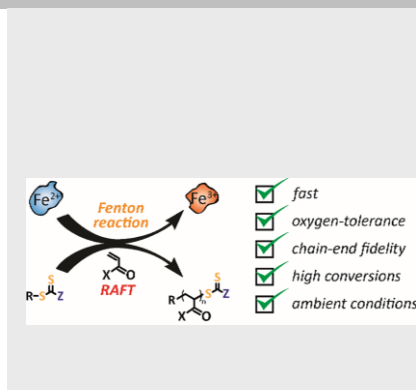 Fe²⁺
Fenton
reaction
Fe³⁺
X
O
RAFT
S
R-S
Z
R
S
S
Z
n
X
O
fast
oxygen-tolerance
chain-end fidelity
high conversions
ambient conditions